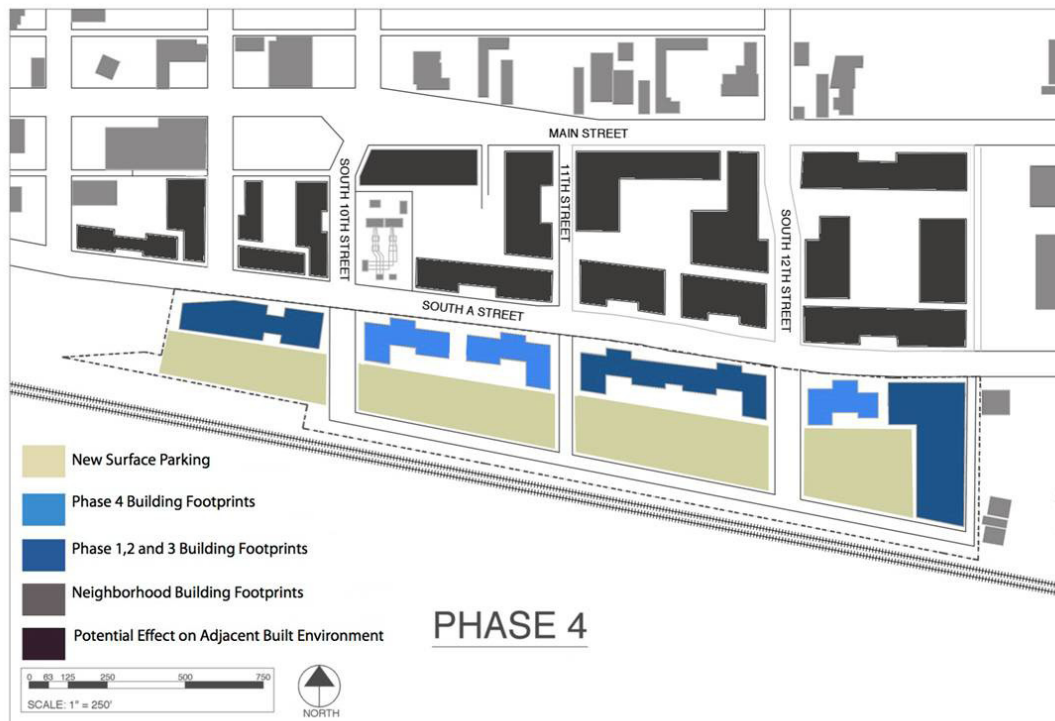 MAIN STREET
SOUTH 10TH STREET
11TH STREET
SOUTH 12TH STREET
SOUTH A STREET
New Surface Parking
Phase 4 Building Footprints
Phase 1,2 and 3 Building Footprints
Neighborhood Building Footprints
Potential Effect on Adjacent Built Environment
PHASE 4
0 63 125 250 500 750
SCALE: 1" = 250'
NORTH